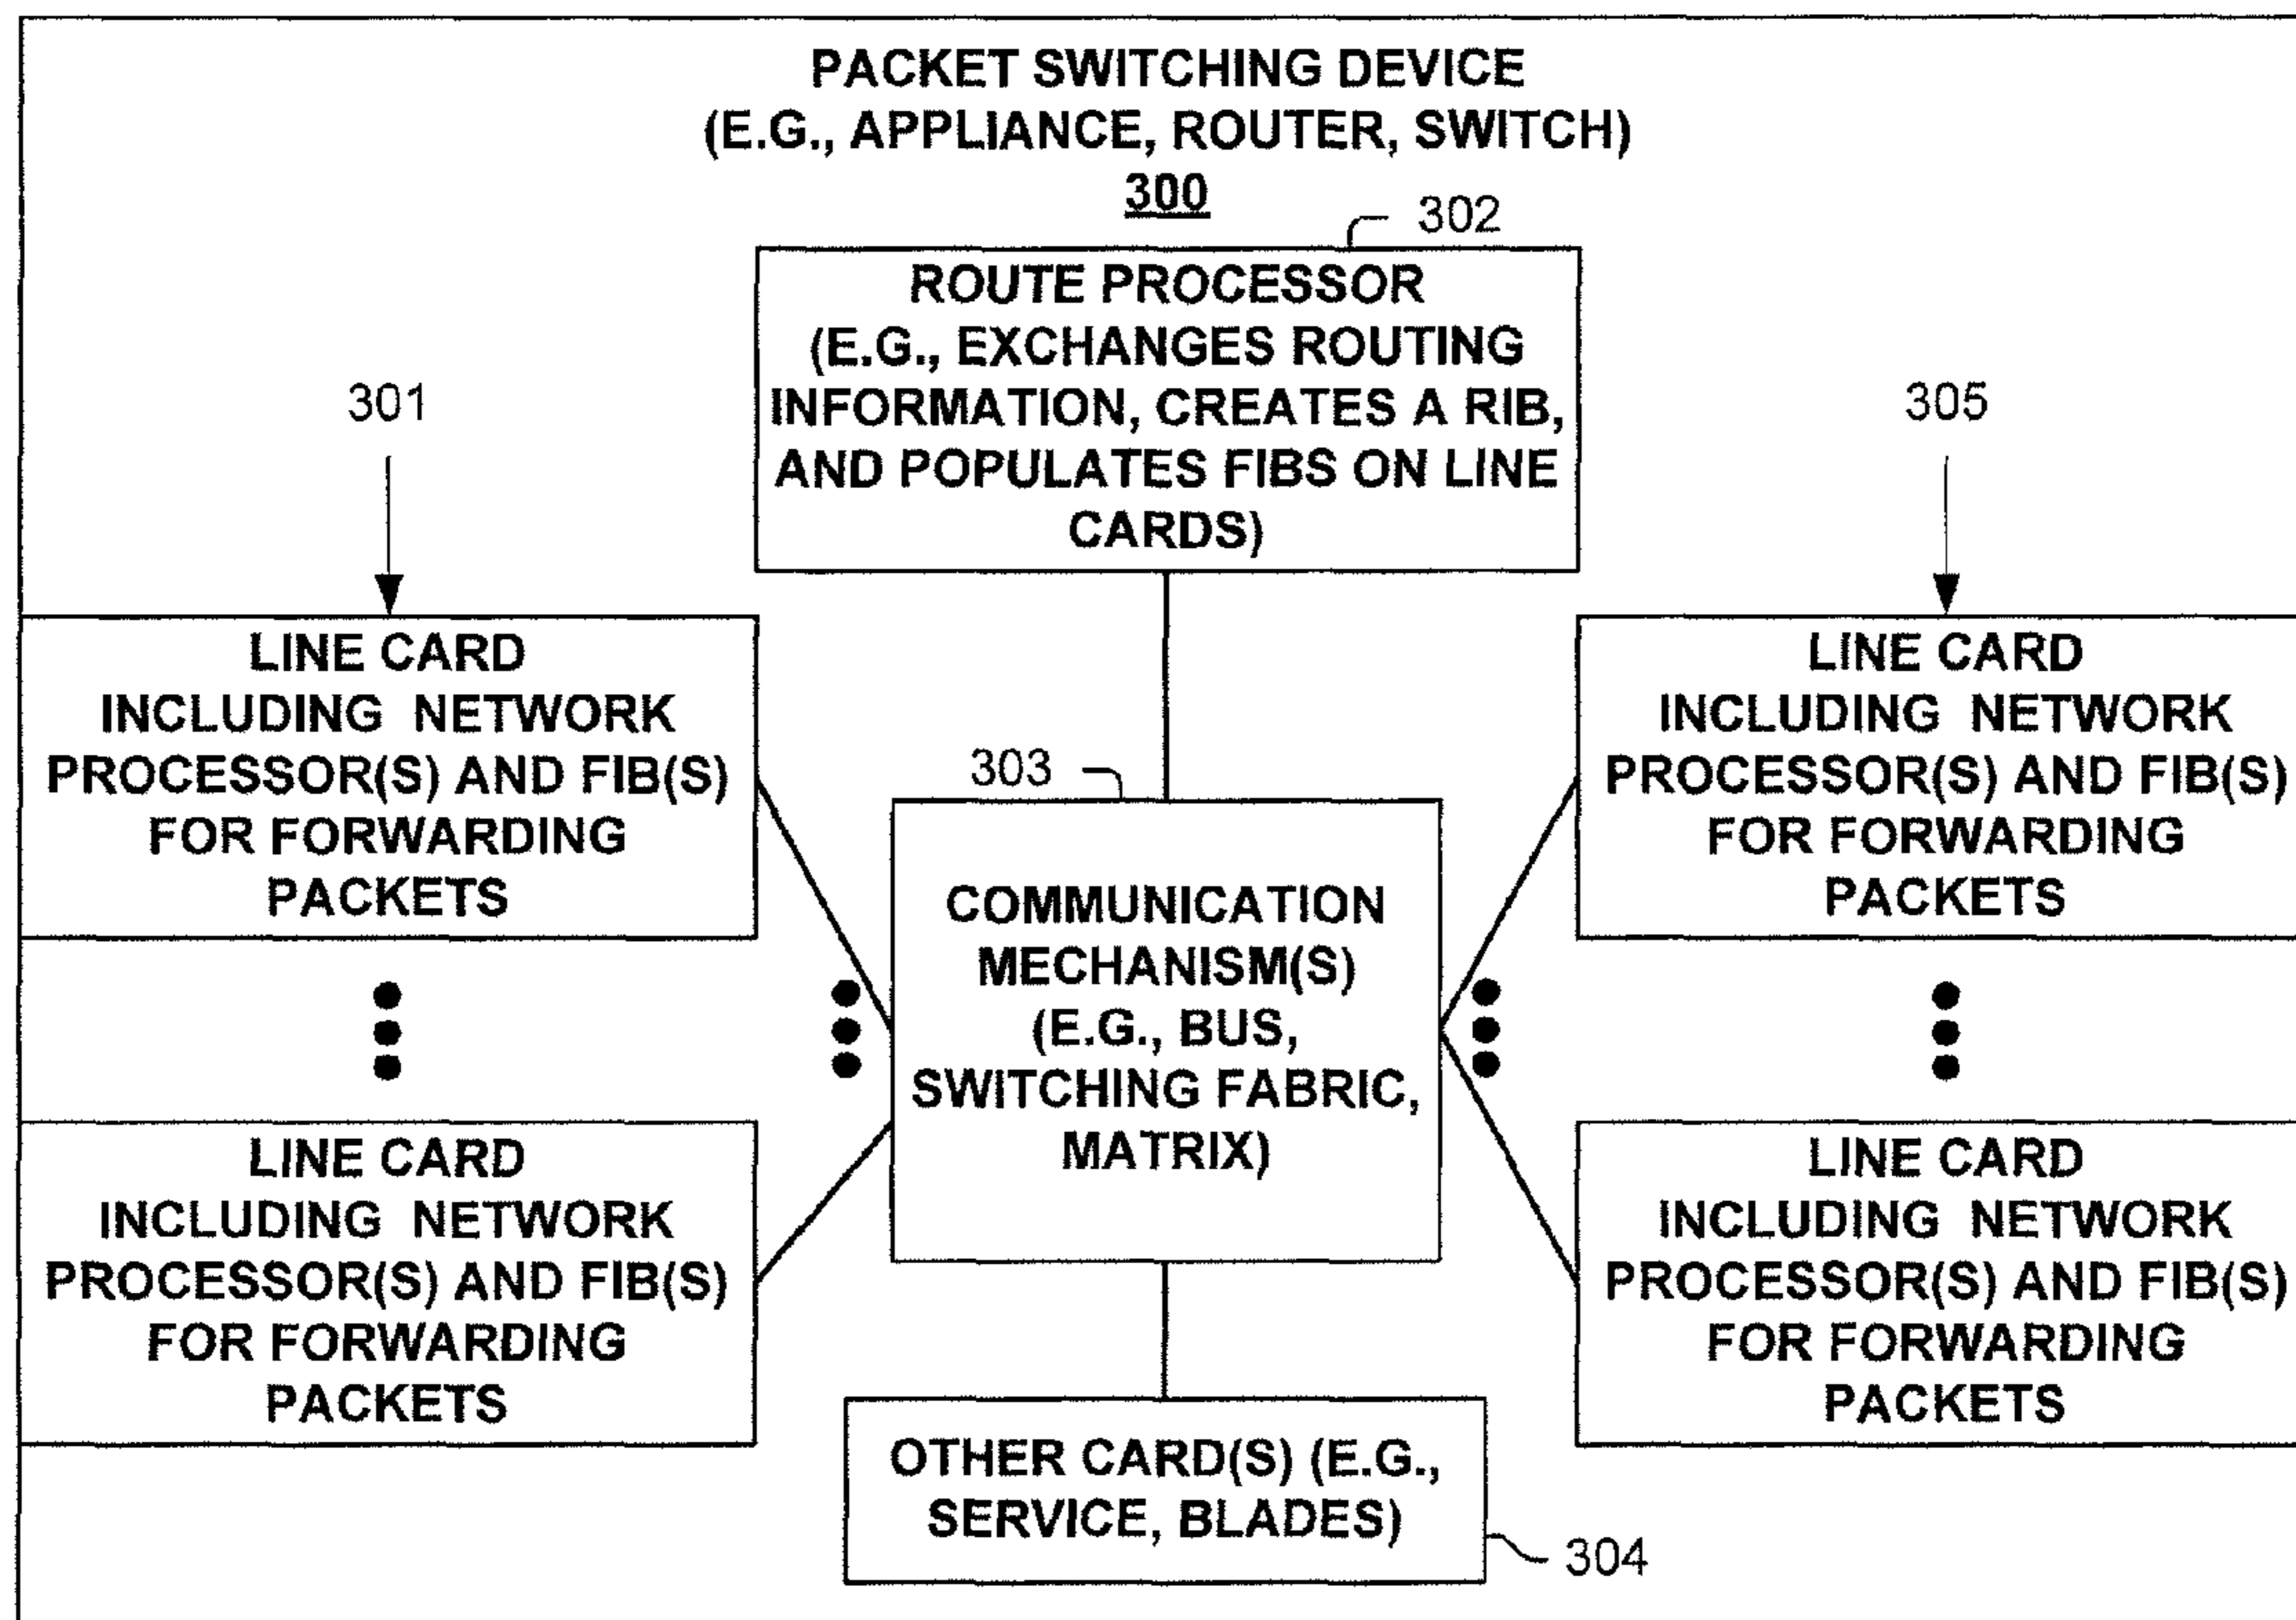 PACKET SWITCHING DEVICE
(E.G., APPLIANCE, ROUTER, SWITCH)
300
302
ROUTE PROCESSOR
(E.G., EXCHANGES ROUTING
INFORMATION, CREATES A RIB,
AND POPULATES FIBS ON LINE
CARDS)
301
LINE CARD
INCLUDING NETWORK
PROCESSOR(S) AND FIB(S)
FOR FORWARDING
PACKETS
305
LINE CARD
INCLUDING NETWORK
PROCESSOR(S) AND FIB(S)
FOR FORWARDING
PACKETS
303
COMMUNICATION
MECHANISM(S)
(E.G., BUS,
SWITCHING FABRIC,
MATRIX)
LINE CARD
INCLUDING NETWORK
PROCESSOR(S) AND FIB(S)
FOR FORWARDING
PACKETS
LINE CARD
INCLUDING NETWORK
PROCESSOR(S) AND FIB(S)
FOR FORWARDING
PACKETS
OTHER CARD(S) (E.G.,
SERVICE, BLADES)
304